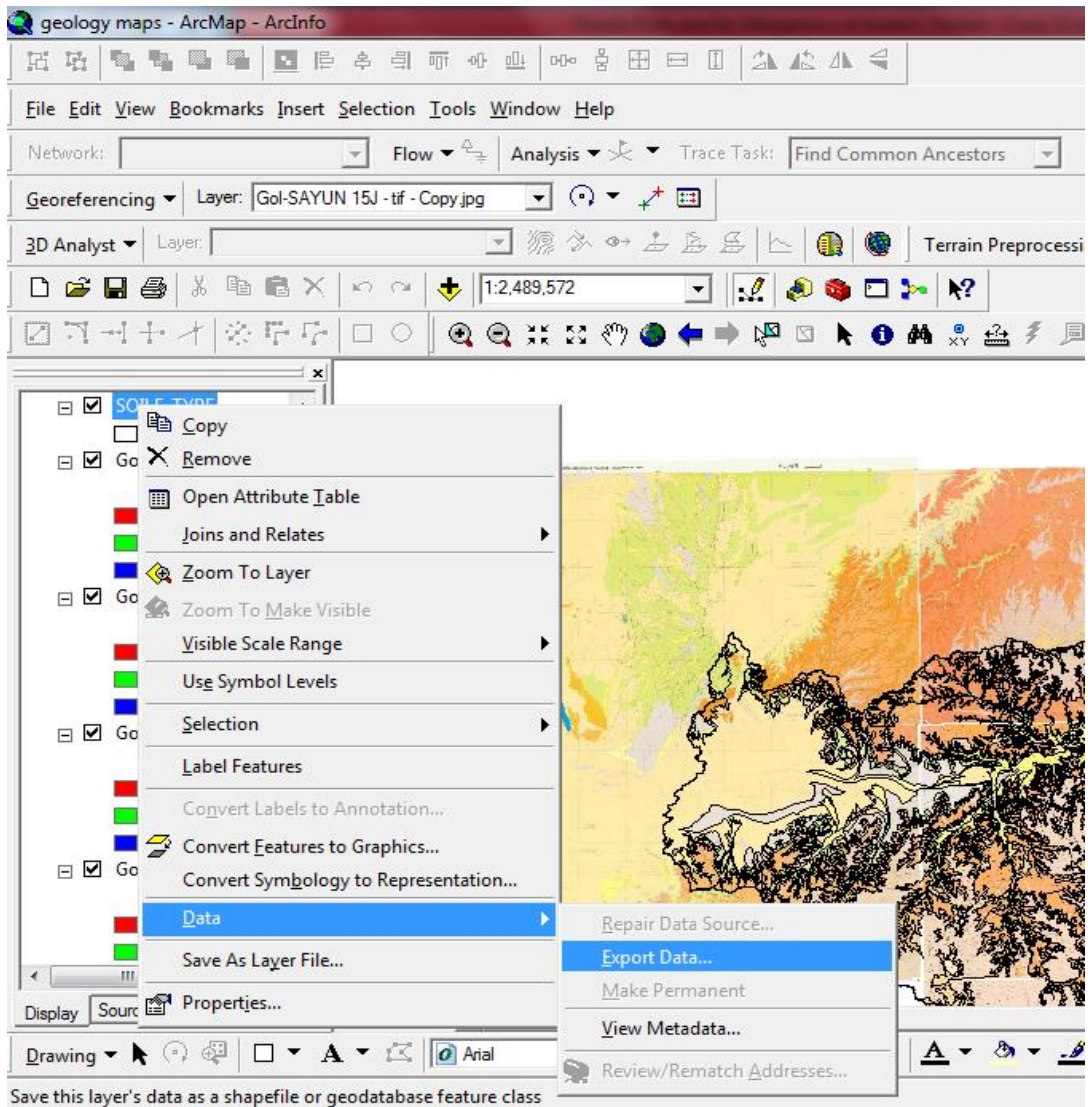 geology maps - ArcMap - ArcInfo
File Edit View Bookmarks Insert Selection Tools Window Help
Network: Flow Analysis Trace Task: Find Common Ancestors
Georeferencing Layer: Gol-SAYUN 15J - tif - Copy.jpg
3D Analyst Layer: Terrain Preprocessi
1:2,489,572
Go
Go
Go
Go
Copy
Remove
Open Attribute Table
Joins and Relates
Zoom To Layer
Zoom To Make Visible
Visible Scale Range
Use Symbol Levels
Selection
Label Features
Convert Labels to Annotation...
Convert Features to Graphics...
Convert Symbology to Representation...
Data
Save As Layer File...
Properties...
Repair Data Source...
Export Data...
Make Permanent
View Metadata...
Review/Rematch Addresses...
Display Sourc
Drawing A Arial A
Save this layer's data as a shapefile or geodatabase feature class